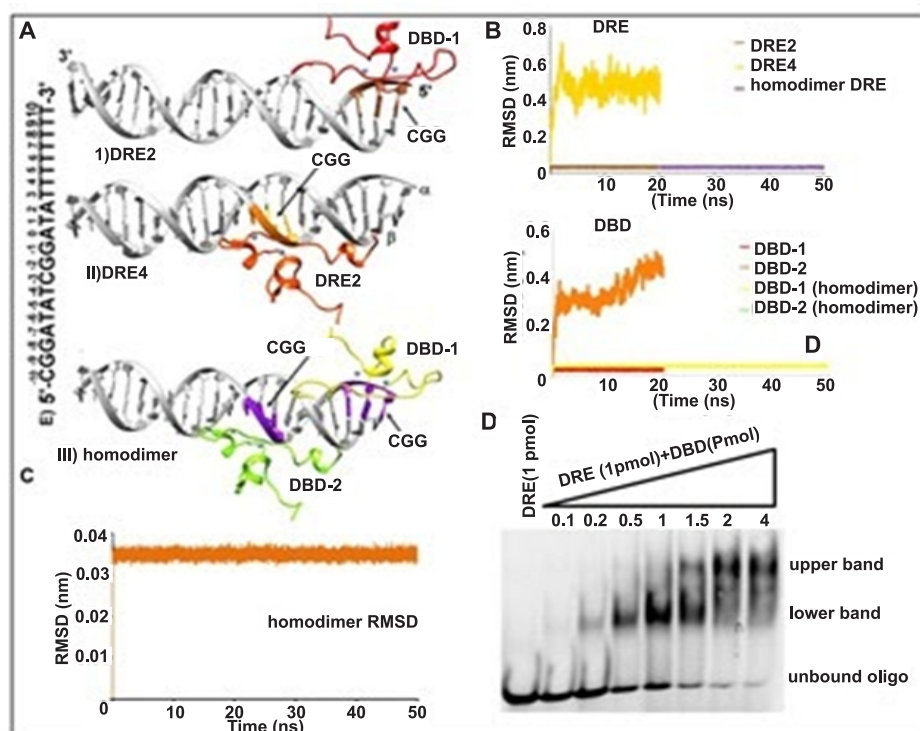 A
DBD-1
3'
5'
CGG
1)DRE2
CGG
α
β
II)DRE4
DRE2
CGG
DBD-1
CGG
III) homodimer
DBD-2
E) 5'-CGGATATCGGATATTTTTTTT-3'
B
DRE
0.8
0.6
0.4
0.2
0
RMSD (nm)
DRE2
DRE4
homodimer DRE
10 20 30 40 50
(Time (ns)
DBD
0.4
0.4
0.2
0
RMSD (nm)
DBD-1
DBD-2
DBD-1 (homodimer)
DBD-2 (homodimer)
D
10 20 30 40 50
(Time (ns)
C
0.04
0.03
0.02
0.01
RMSD (nm)
homodimer RMSD
10 20 30 40 50
(Time (ns)
D
DRE(1 pmol)
DRE (1pmol)+DBD(Pmol)
0.1 0.2 0.5 1 1.5 2 4
upper band
lower band
unbound oligo